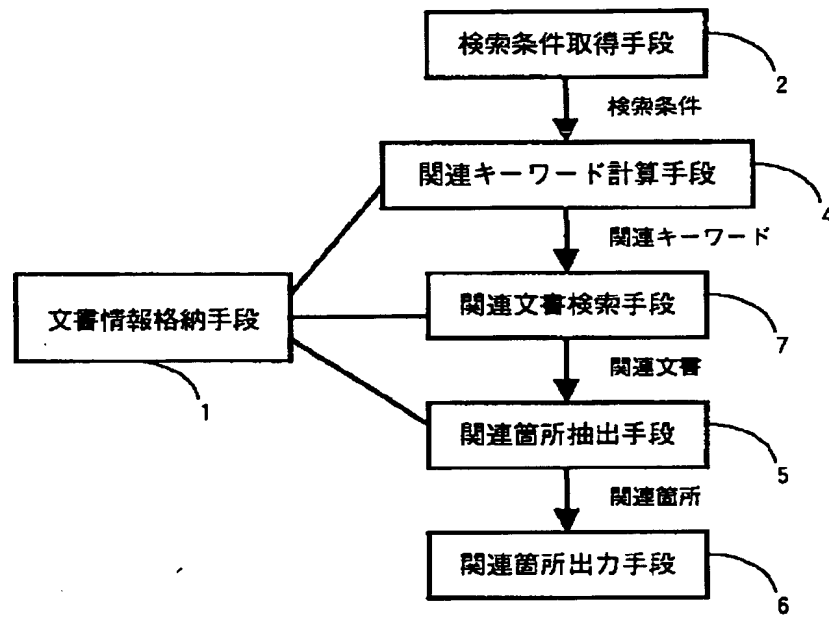 検索条件取得手段
2
検索条件
関連キーワード計算手段
4
関連キーワード
文書情報格納手段
1
関連文書検索手段
7
関連文書
関連箇所抽出手段
5
関連箇所
関連箇所出力手段
6